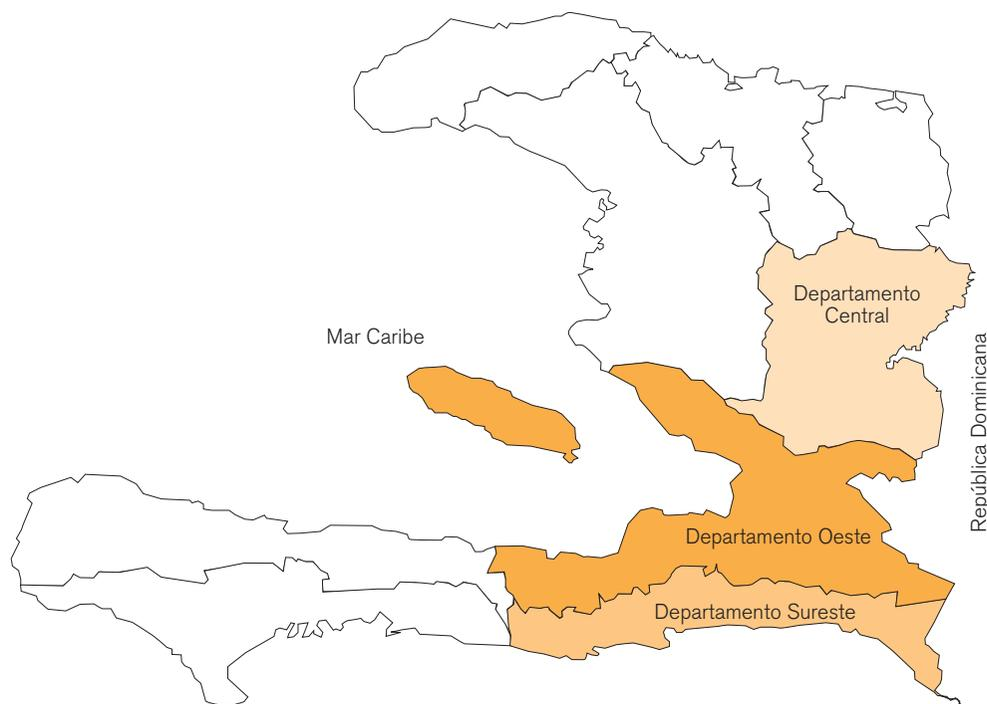 Departamento
Central
Mar Caribe
República Dominicana
Departamento Oeste
Departamento Sureste